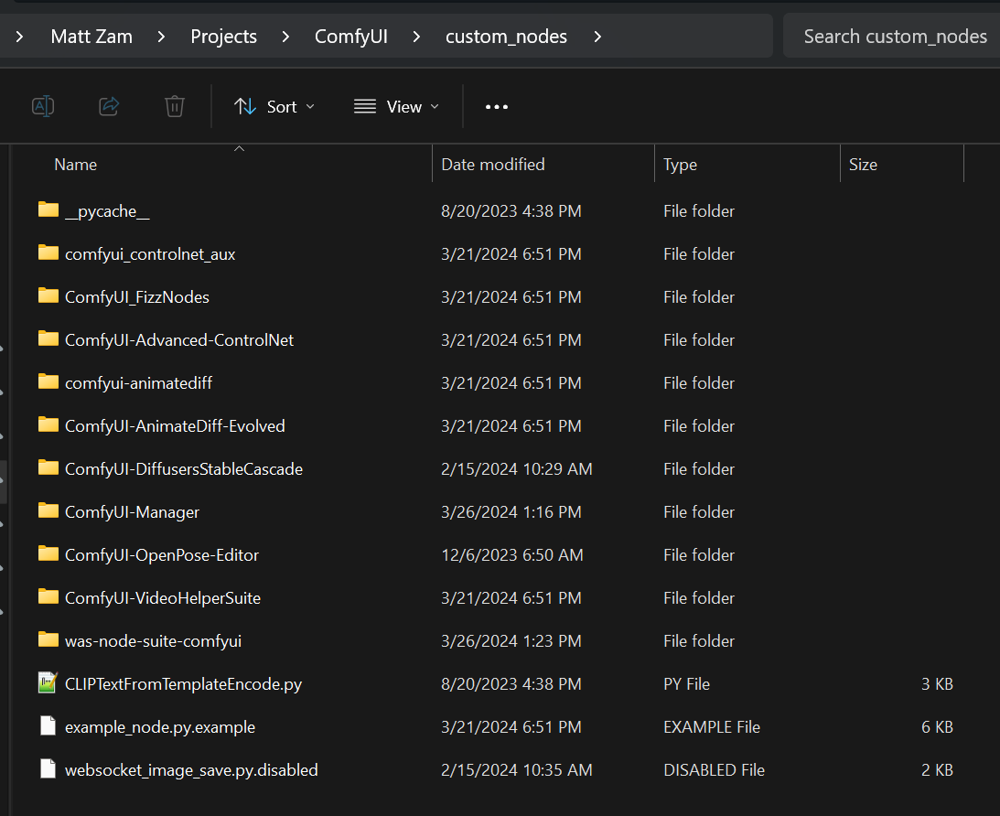 Matt Zam Projects ComfyUI custom_nodes Search custom_nodes
Sort View
Name Date modified Type Size
__pycache__ 8/20/2023 4:38 PM File folder
comfyui_controlnet_aux 3/21/2024 6:51 PM File folder
ComfyUI_FizzNodes 3/21/2024 6:51 PM File folder
ComfyUI-Advanced-ControlNet 3/21/2024 6:51 PM File folder
comfyui-animatediff 3/21/2024 6:51 PM File folder
ComfyUI-AnimateDiff-Evolved 3/21/2024 6:51 PM File folder
ComfyUI-DiffusersStableCascade 2/15/2024 10:29 AM File folder
ComfyUI-Manager 3/26/2024 1:16 PM File folder
ComfyUI-OpenPose-Editor 12/6/2023 6:50 AM File folder
ComfyUI-VideoHelperSuite 3/21/2024 6:51 PM File folder
was-node-suite-comfyui 3/26/2024 1:23 PM File folder
CLIPTextFromTemplateEncode.py 8/20/2023 4:38 PM PY File 3 KB
example_node.py.example 3/21/2024 6:51 PM EXAMPLE File 6 KB
websocket_image_save.py.disabled 2/15/2024 10:35 AM DISABLED File 2 KB